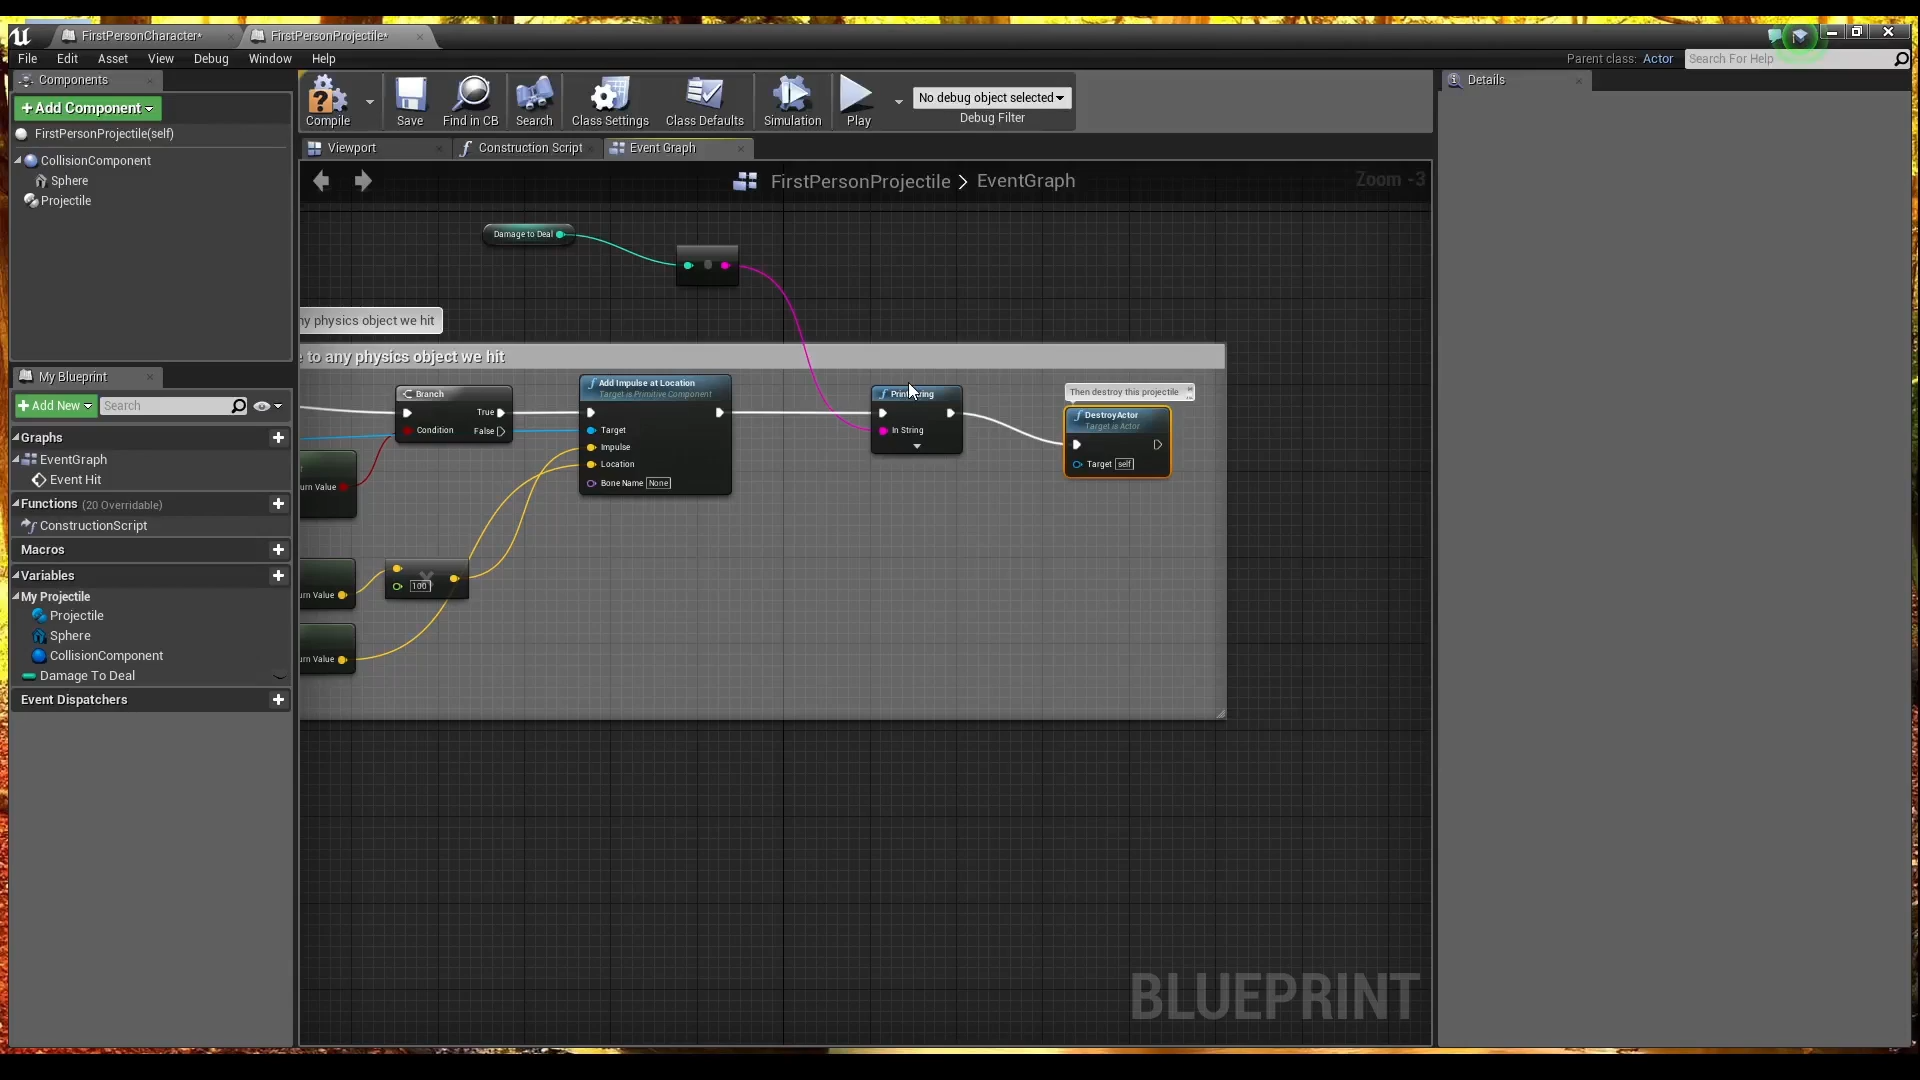 FirstPersonCharacter*
FirstPersonProjectile*
File Edit Asset View Debug Window Help
Parent class: Actor
Search For Help
Components
+Add Component
FirstPersonProjectile(self)
CollisionComponent
Sphere
Projectile
Compile
Save
Find in CB
Search
Class Settings
Class Defaults
Simulation
Play
No debug object selected
Debug Filter
Details
Viewport
Construction Script
Event Graph
FirstPersonProjectile > EventGraph
Zoom -3
Damage to Deal
physics object we hit
e to any physics object we hit
Branch
True
Condition
False
Add Impulse at Location
Target is Primitive Component
Target
Impulse
Location
Bone Name None
In String
Then destroy this projectile
DestroyActor
Target is Actor
Target self
urn Value
urn Value
100
urn Value
My Blueprint
+Add New
Search
Graphs
EventGraph
Event Hit
Functions (20 Overridable)
ConstructionScript
Macros
Variables
My Projectile
Projectile
Sphere
CollisionComponent
Damage To Deal
Event Dispatchers
BLUEPRINT